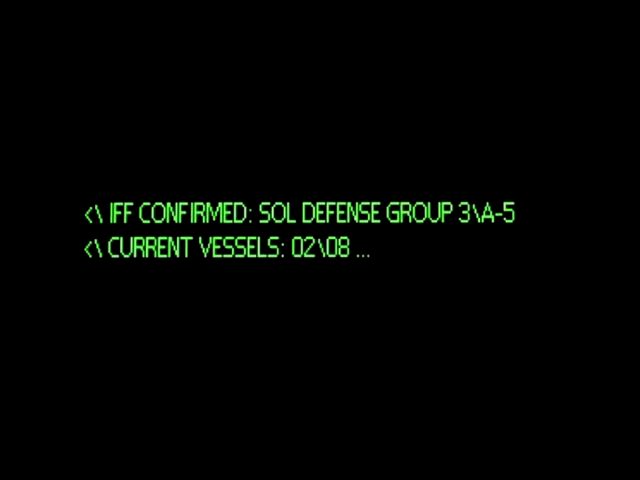 <\ IFF CONFIRMED: SOL DEFENSE GROUP 3\A-5
<\ CURRENT VESSELS: 02\08 ...